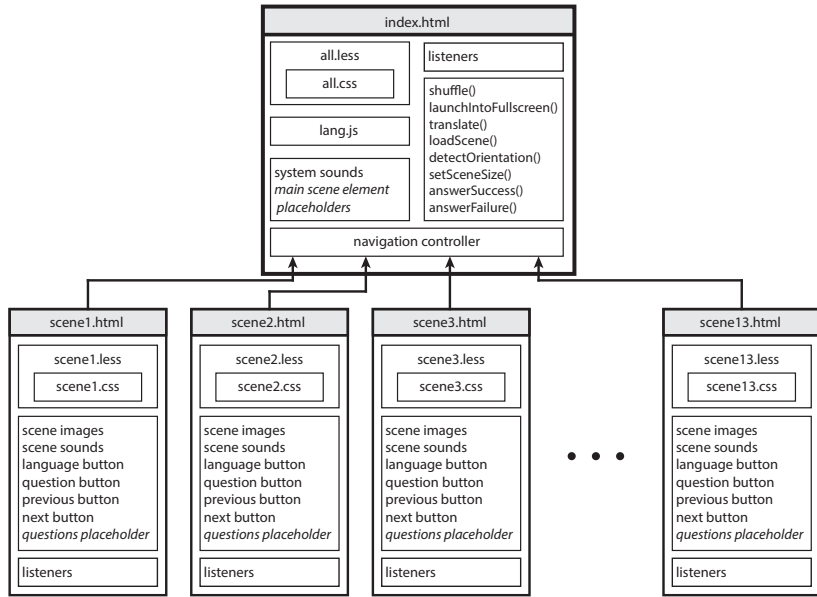 index.html
all.less
all.css
lang.js
system sounds
main scene element
placeholders
listeners
shuffle()
launchIntoFullscreen()
translate()
loadScene()
detectOrientation()
setSceneSize()
answerSuccess()
answerFailure()
navigation controller
scene1.html
scene1.less
scene1.css
scene images
scene sounds
language button
question button
previous button
next button
questions placeholder
listeners
scene2.html
scene2.less
scene2.css
scene images
scene sounds
language button
question button
previous button
next button
questions placeholder
listeners
scene3.html
scene3.less
scene3.css
scene images
scene sounds
language button
question button
previous button
next button
questions placeholder
listeners
• • •
scene13.html
scene13.less
scene13.css
scene images
scene sounds
language button
question button
previous button
next button
questions placeholder
listeners